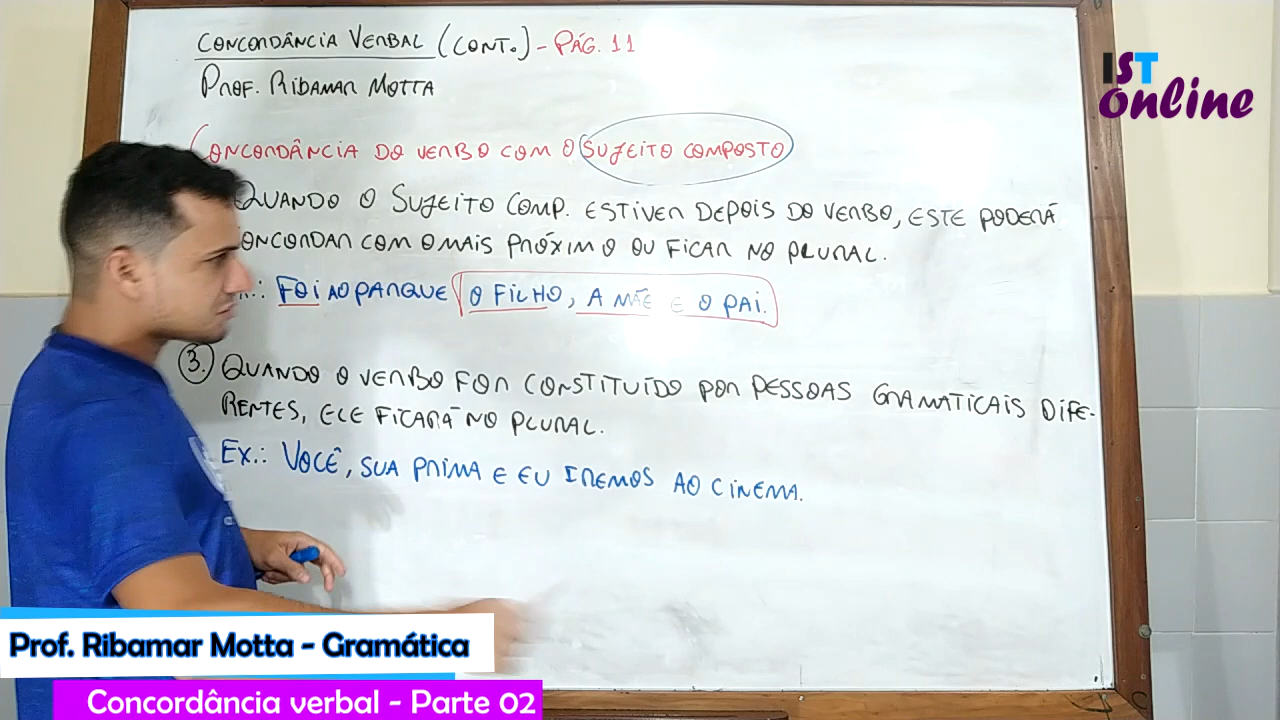 CONCORDÂNCIA VERBAL (CONT.) - PÁG. 11
PROF. RIBAMAR MOTTA
IST
online
CONCORDÂNCIA DO VERBO COM O SUJEITO COMPOSTO
QUANDO O SUJEITO COMP. ESTIVER DEPOIS DO VERBO, ESTE PODERÁ
CONCORDAR COM O MAIS PRÓXIMO OU FICAR NO PLURAL.
FOI AO PARQUE O FILHO, A MÃE E O PAI.
3. QUANDO O VERBO FOR CONSTITUÍDO POR PESSOAS GRAMATICAIS DIFE-
RENTES, ELE FICARÁ NO PLURAL.
EX.: VOCÊ, SUA PRIMA E EU IREMOS AO CINEMA.
Prof. Ribamar Motta - Gramática
Concordância verbal - Parte 02